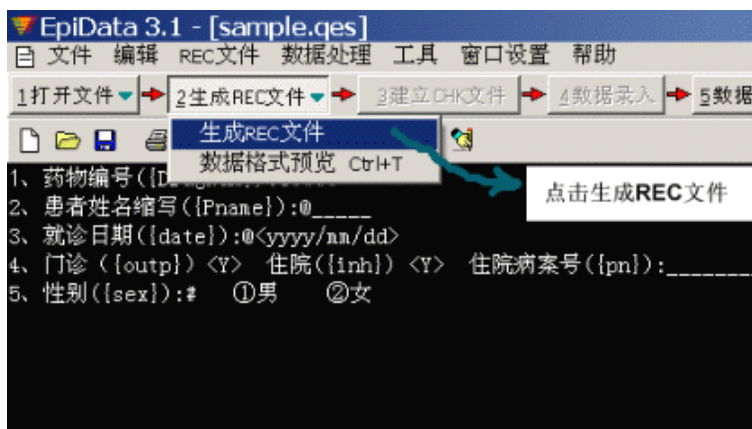 EpiData 3.1 - [sample.qes]
文件 编辑 REC文件 数据处理 工具 窗口设置 帮助
1打开文件 2生成REC文件 3建立CHK文件 4数据录入 5数据
生成REC文件
数据格式预览 Ctrl+T
点击生成REC文件
1、药物编号({D
2、患者姓名缩写({Pname}):@_____
3、就诊日期({date}):@<yyyy/mm/dd>
4、门诊 ({outp}) <Y> 住院({inh}) <Y> 住院病案号({pn}):________
5、性别({sex}):# ①男 ②女